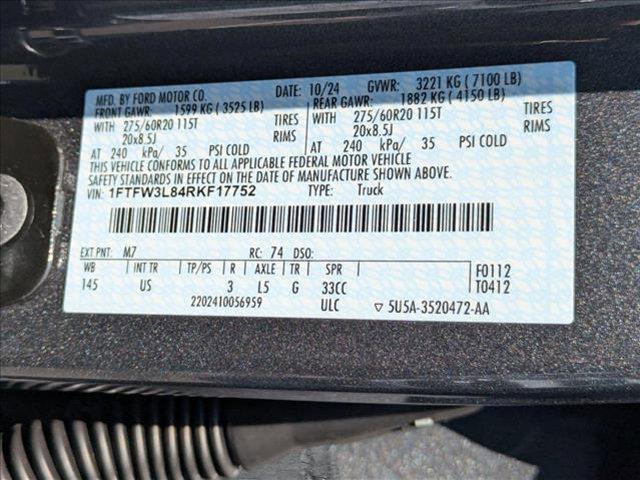 MFD. BY FORD MOTOR CO. DATE: 10/24 GVWR: 3221 KG ( 7100 LB)
FRONT GAWR: 1599 KG ( 3525 LB) REAR GAWR: 1882 KG ( 4150 LB)
WITH 275/60R20 115T TIRES WITH 275/60R20 115T TIRES
20x8.5J RIMS 20x8.5J RIMS
AT 240 kPa/ 35 PSI COLD AT 240 kPa/ 35 PSI COLD
THIS VEHICLE CONFORMS TO ALL APPLICABLE FEDERAL MOTOR VEHICLE
SAFETY STANDARDS IN EFFECT ON THE DATE OF MANUFACTURE SHOWN ABOVE.
VIN: 1FTFW3L84RKF17752 TYPE: Truck
EXT PNT: M7 RC: 74 DSO:
WB INT TR TP/PS R AXLE TR SPR F0112
145 US 3 L5 G 33CC T0412
2202410056959 ULC 5U5A-3520472-AA